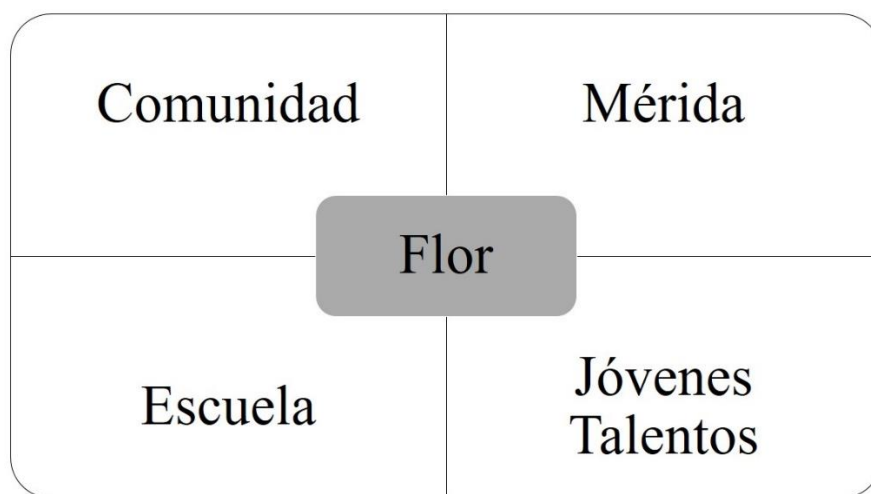 Comunidad
Mérida
Flor
Escuela
Jóvenes
Talentos